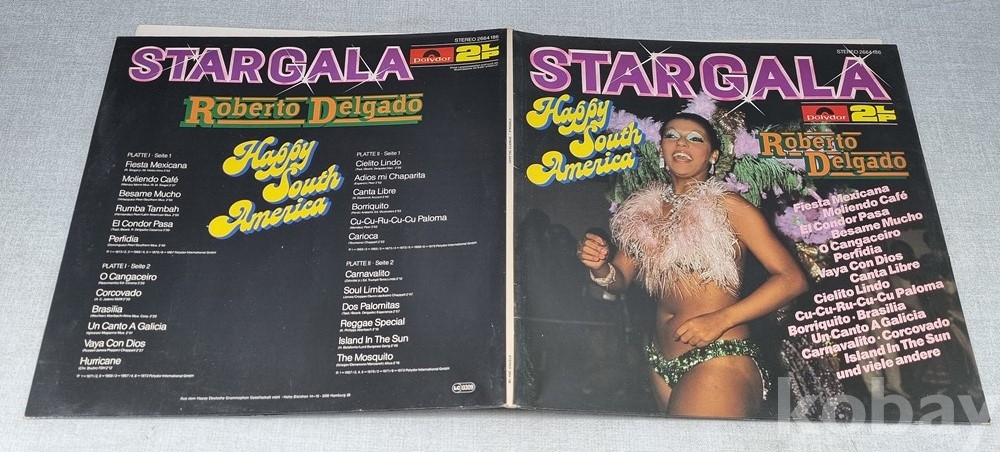 STEREO 2664 186
STARGALA
Polydor
2LP
Roberto Delgado
Happy
South
America
PLATTE I · Seite 1
Fiesta Mexicana
Moliendo Café
Besame Mucho
Rumba Tambah
El Condor Pasa
Perfidia
PLATTE I · Seite 2
O Cangaceiro
Corcovado
Brasilia
Un Canto A Galicia
Vaya Con Dios
Hurricane
PLATTE II · Seite 1
Cielito Lindo
Adios mi Chaparita
Canta Libre
Borriquito
Cu-Cu-Ru-Cu-Cu Paloma
Carioca
PLATTE II · Seite 2
Carnavalito
Soul Limbo
Dos Palomitas
Reggae Special
Island In The Sun
The Mosquito
LC 0309
STEREO 2664 186
STARGALA
Polydor
2LP
Happy
South
America
Roberto
Delgado
Fiesta Mexicana
Moliendo Café
El Condor Pasa
Besame Mucho
O Cangaceiro
Perfidia
Vaya Con Dios
Canta Libre
Cielito Lindo
Cu-Cu-Ru-Cu-Cu Paloma
Borriquito · Brasilia
Un Canto A Galicia
Carnavalito · Corcovado
Island In The Sun
und viele andere
kobay